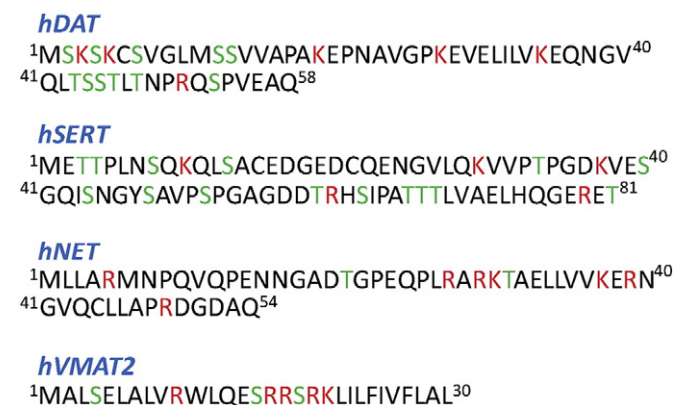 hDAT
¹MSKSKCSVGLMSSVVAPAKEPNAVGPKEVELILVKEQNGV⁴⁰
⁴¹QLTSSTLTNPRQSPVEAQ⁵⁸
hSERT
¹METTPLNSQKQLSACEDGEDCQENGVLQKVVPTPGDKVES⁴⁰
⁴¹GQISNGYSAVPSPGAGDDTRHSIPATTTLVAELHQGERET⁸¹
hNET
¹MLLARMNPQVQPENNGADTGPEQPLRARKTAELLVVKERN⁴⁰
⁴¹GVQCLLAPRDGDAQ⁵⁴
hVMAT2
¹MALSELALVRWLQESRRSRKLILFIVFLAL³⁰